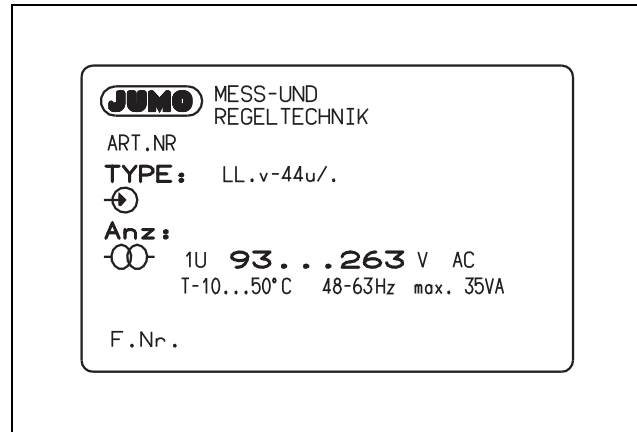 JUMO MESS-UND
REGELTECHNIK
ART.NR
TYPE: LL.v-44u/.
Anz:
1U 93...263 V AC
T-10...50°C 48-63Hz max. 35VA
F.Nr.